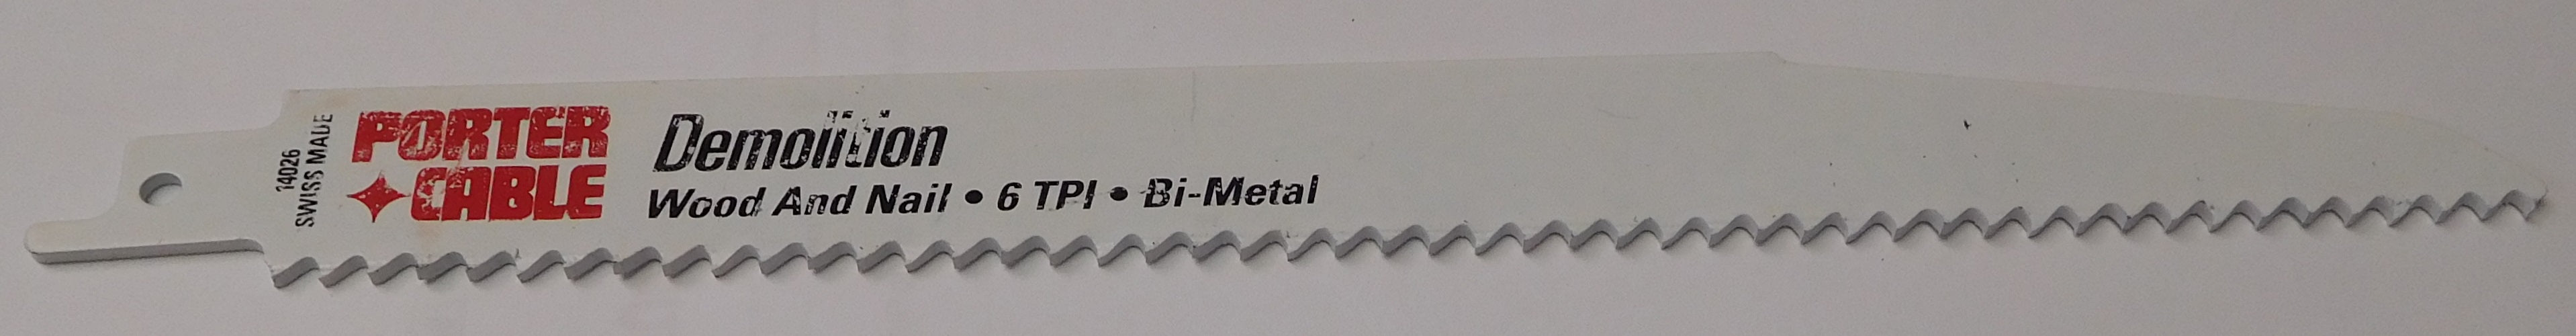 14026
SWISS MADE
PORTER
CABLE
Demolition
Wood And Nail • 6 TPI • Bi-Metal